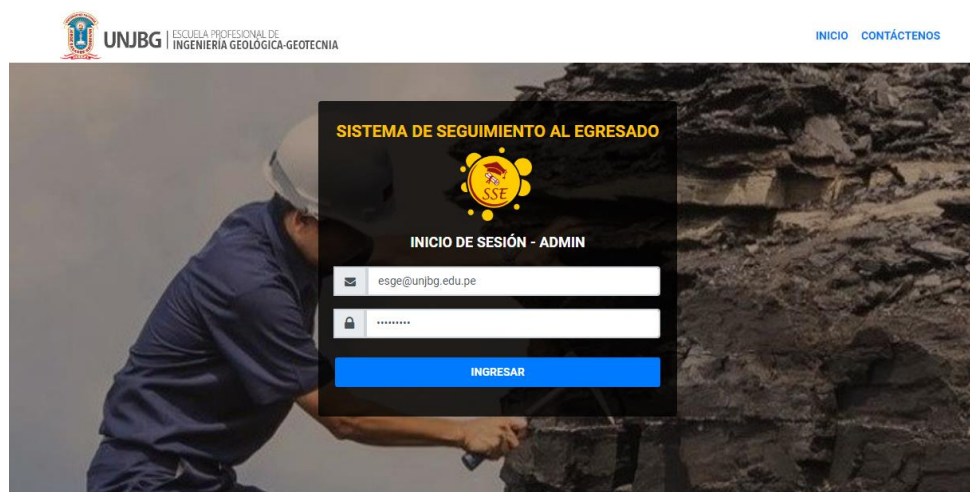 UNJBG
ESCUELA PROFESIONAL DE
INGENIERÍA GEOLÓGICA-GEOTECNIA
INICIO CONTÁCTENOS
SISTEMA DE SEGUIMIENTO AL EGRESADO
SSE
INICIO DE SESIÓN - ADMIN
esge@unjbg.edu.pe
•••••••••
INGRESAR